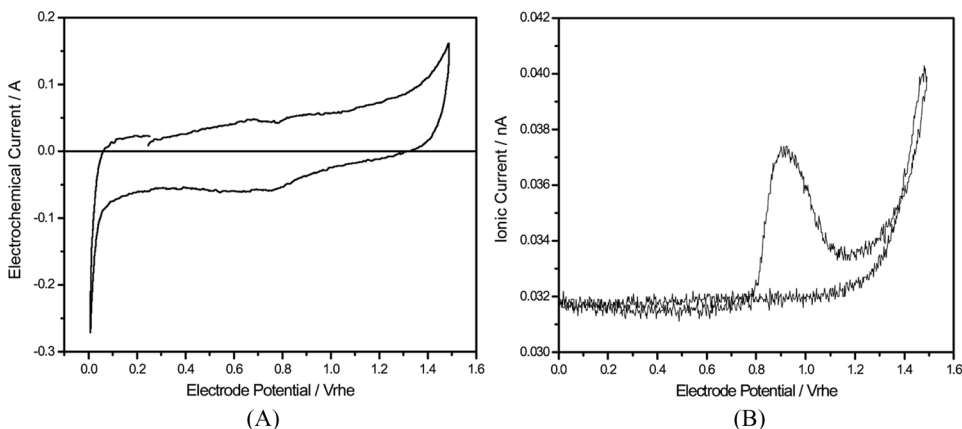 0.2
0.1
0.0
-0.1
-0.2
-0.3
Electrochemical Current / A
0.0 0.2 0.4 0.6 0.8 1.0 1.2 1.4 1.6
Electrode Potential / Vrhe
(A)
0.042
0.040
0.038
0.036
0.034
0.032
0.030
Ionic Current / nA
0.0 0.2 0.4 0.6 0.8 1.0 1.2 1.4 1.6
Electrode Potential / Vrhe
(B)